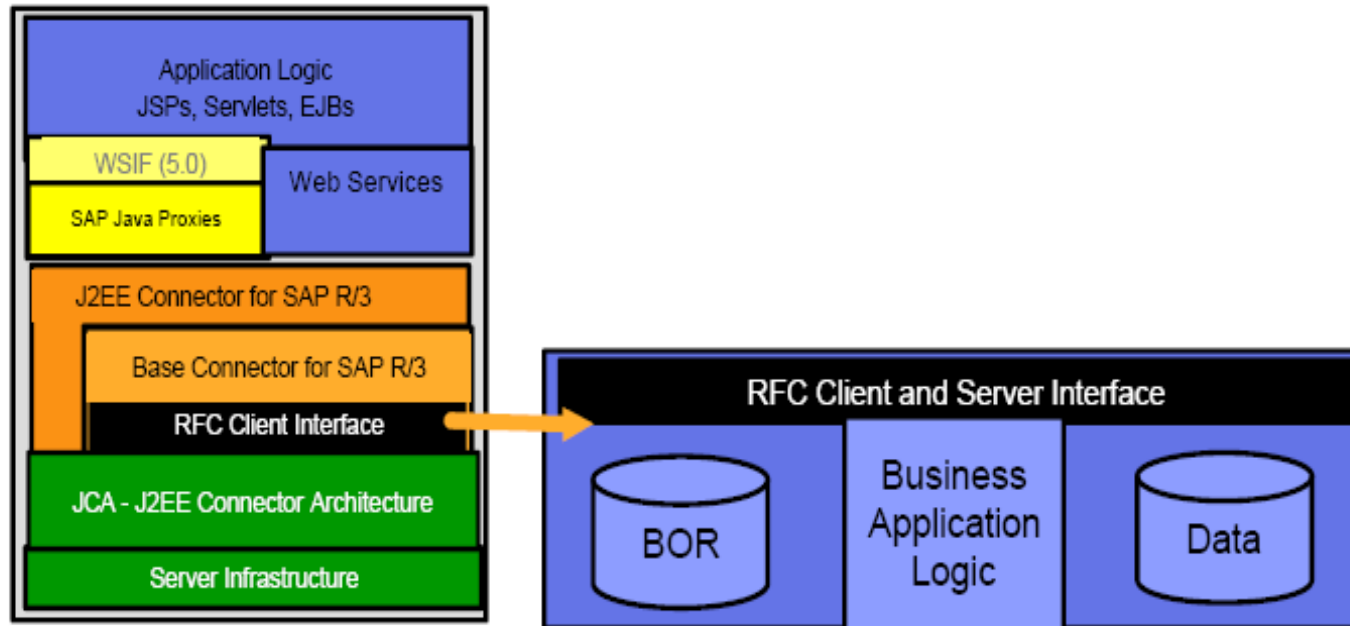 Application Logic
JSPs, Servlets, EJBs
WSIF (5.0)
Web Services
SAP Java Proxies
J2EE Connector for SAP R/3
Base Connector for SAP R/3
RFC Client Interface
JCA - J2EE Connector Architecture
Server Infrastructure
RFC Client and Server Interface
BOR
Business
Application
Logic
Data